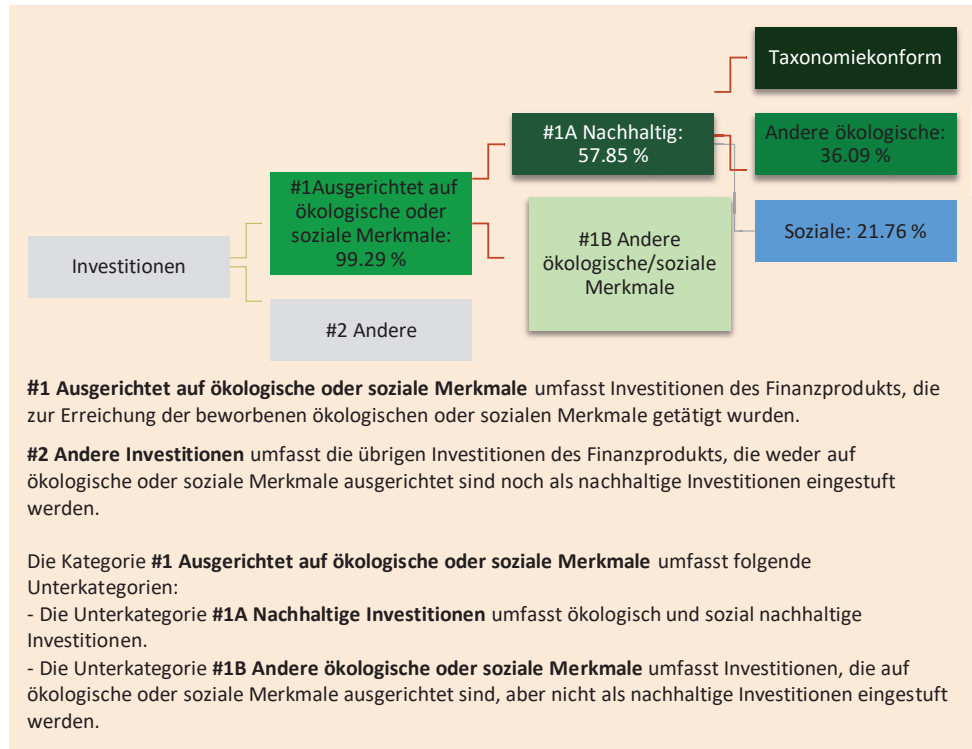 Taxonomiekonform
#1A Nachhaltig:
57.85 %
Andere ökologische:
36.09 %
#1Ausgerichtet auf
ökologische oder
soziale Merkmale:
99.29 %
#1B Andere
ökologische/soziale
Merkmale
Soziale: 21.76 %
Investitionen
#2 Andere
#1 Ausgerichtet auf ökologische oder soziale Merkmale umfasst Investitionen des Finanzprodukts, die
zur Erreichung der beworbenen ökologischen oder sozialen Merkmale getätigt wurden.
#2 Andere Investitionen umfasst die übrigen Investitionen des Finanzprodukts, die weder auf
ökologische oder soziale Merkmale ausgerichtet sind noch als nachhaltige Investitionen eingestuft
werden.
Die Kategorie #1 Ausgerichtet auf ökologische oder soziale Merkmale umfasst folgende
Unterkategorien:
- Die Unterkategorie #1A Nachhaltige Investitionen umfasst ökologisch und sozial nachhaltige
Investitionen.
- Die Unterkategorie #1B Andere ökologische oder soziale Merkmale umfasst Investitionen, die auf
ökologische oder soziale Merkmale ausgerichtet sind, aber nicht als nachhaltige Investitionen eingestuft
werden.